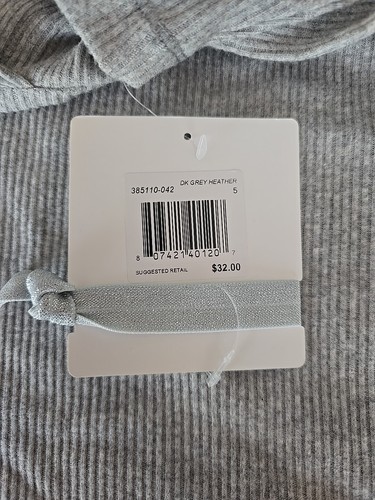 DK GREY HEATHER
385110-042 5
8 07421 40120 7
SUGGESTED RETAIL $32.00